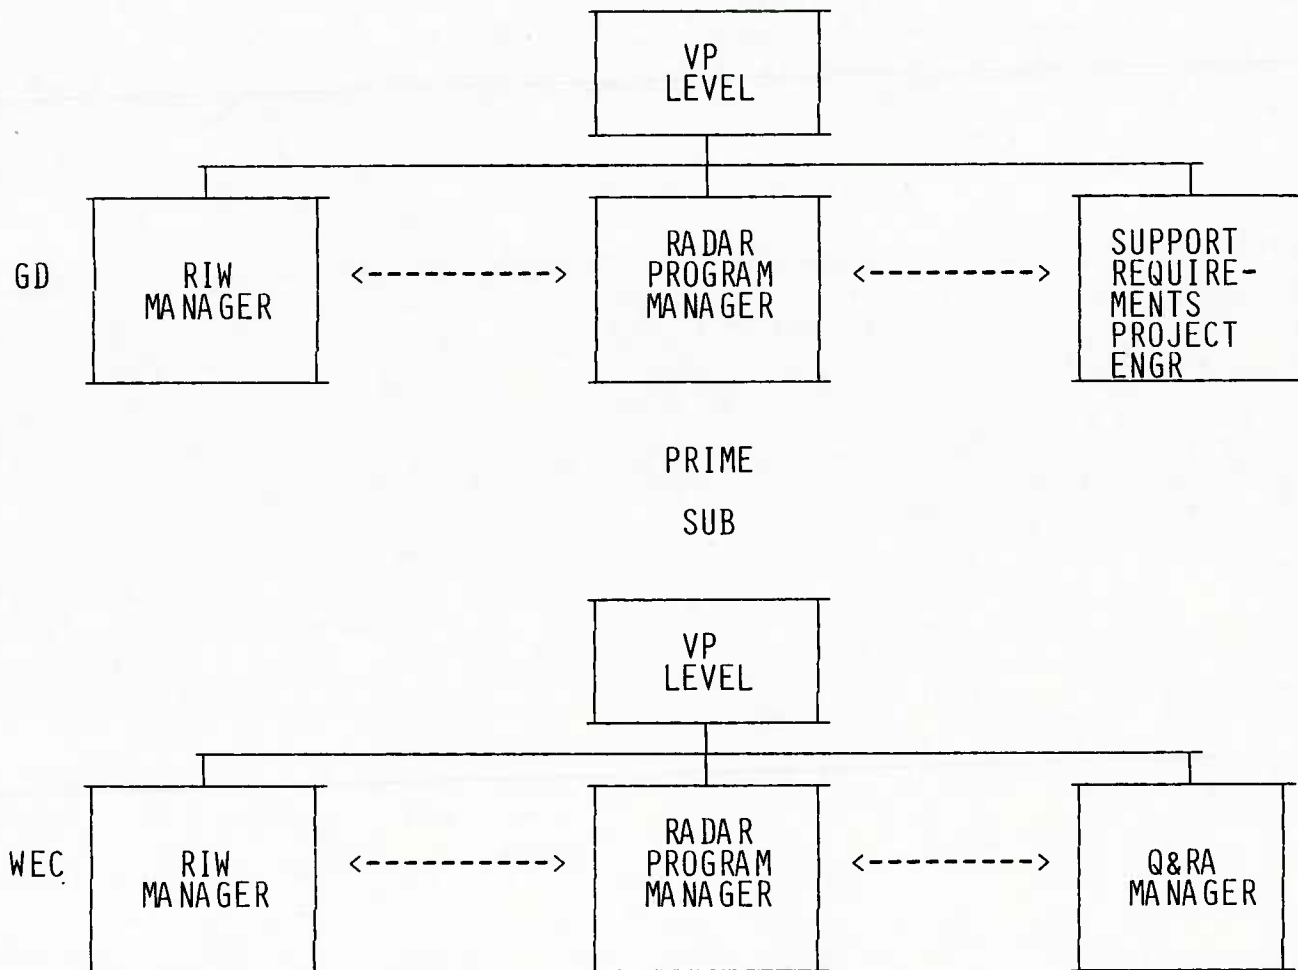 VP
LEVEL
GD
RIW
MANAGER
<----------->
RADAR
PROGRAM
MANAGER
<----------->
SUPPORT
REQUIRE-
MENTS
PROJECT
ENGR
PRIME
SUB
VP
LEVEL
WEC
RIW
MANAGER
<----------->
RADAR
PROGRAM
MANAGER
<----------->
Q&RA
MANAGER